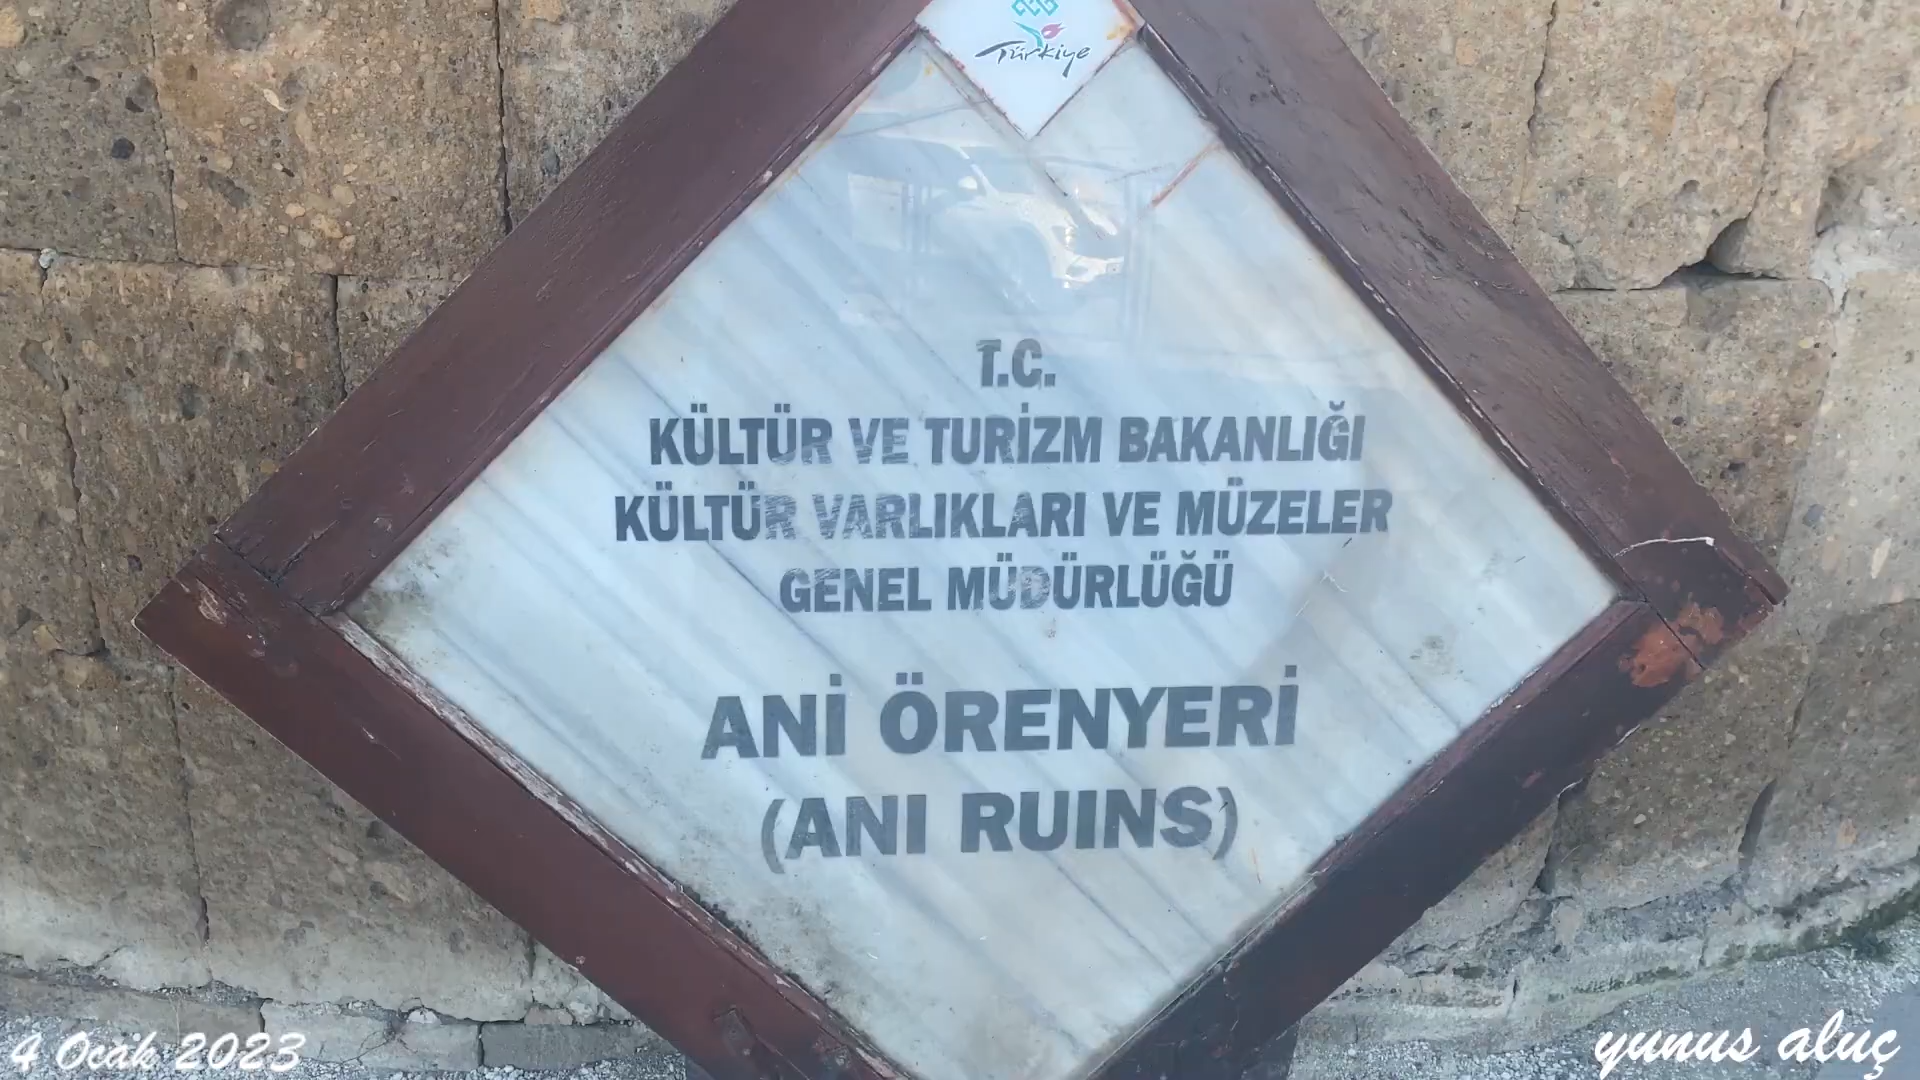 Türkiye
T.C.
KÜLTÜR VE TURİZM BAKANLIĞI
KÜLTÜR VARLIKLARI VE MÜZELER
GENEL MÜDÜRLÜĞÜ
ANİ ÖRENYERİ
(ANI RUINS)
4 Ocak 2023
yunus aluç